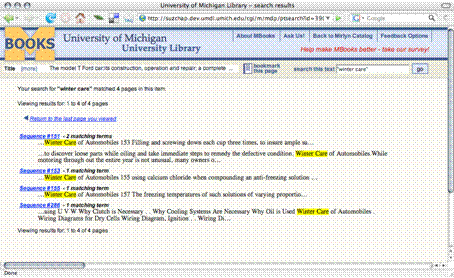 University of Michigan – search results
http://sdr2chap.dev.umdl.umich.edu/cgi/m/mdp/ptsearch?id=39
Google
M BOOKS
University of Michigan
University Library
About MBooks Ask Us! Back to Mirlyn Catalog Feedback Options
Help make MBooks better - take our survey!
Title [more] The model T Ford car its construction, operation and repair; a complete ...
bookmark this page
search this text "winter care" go
Your search for "winter care" matched 4 pages in this item.
Viewing results for: 1 to 4 of 4 pages
Return to the last page you viewed
Sequence #151 - 2 matching terms
…Winter Care of Automobiles 153 Filling and screwing down each cup three times, to insure ample su…
…to discover loose parts while oiling and take immediate steps to remedy the defective condition. Winter Care of Automobiles While
motoring through out the entire year is not unusual, many owners o…
Sequence #153 - 1 matching term
…Winter Care of Automobiles 155 using calcium chloride when compounding an anti-freezing solution …
Sequence #155 - 1 matching term
…Winter Care of Automobiles 157 The freezing temperatures of such solutions of varying proportio…
Sequence #286 - 1 matching term
…using U V W Why Clutch is Necessary . . Why Cooling Systems Are Necessary Why Oil is Used Winter Care of Automobiles .
Wiring Diagrams for Dry Cells Wiring Diagram, Ignition . . Wiring Di…
Viewing results for: 1 to 4 of 4 pages
Done